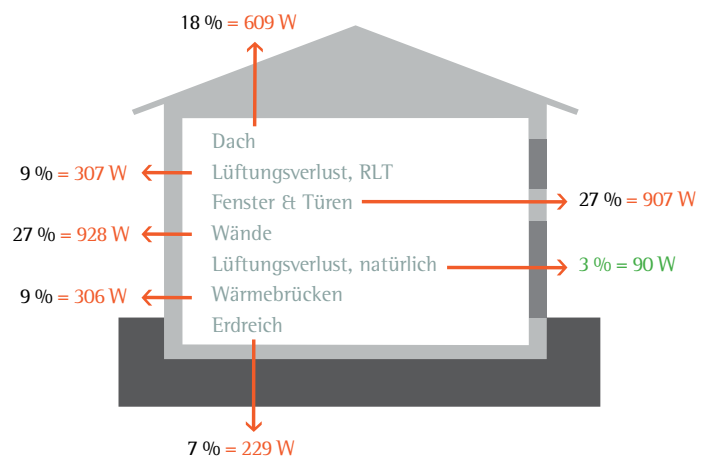 18 % = 609 W
Dach
9 % = 307 W
Lüftungsverlust, RLT
Fenster & Türen
27 % = 907 W
27 % = 928 W
Wände
Lüftungsverlust, natürlich
3 % = 90 W
9 % = 306 W
Wärmebrücken
Erdreich
7 % = 229 W